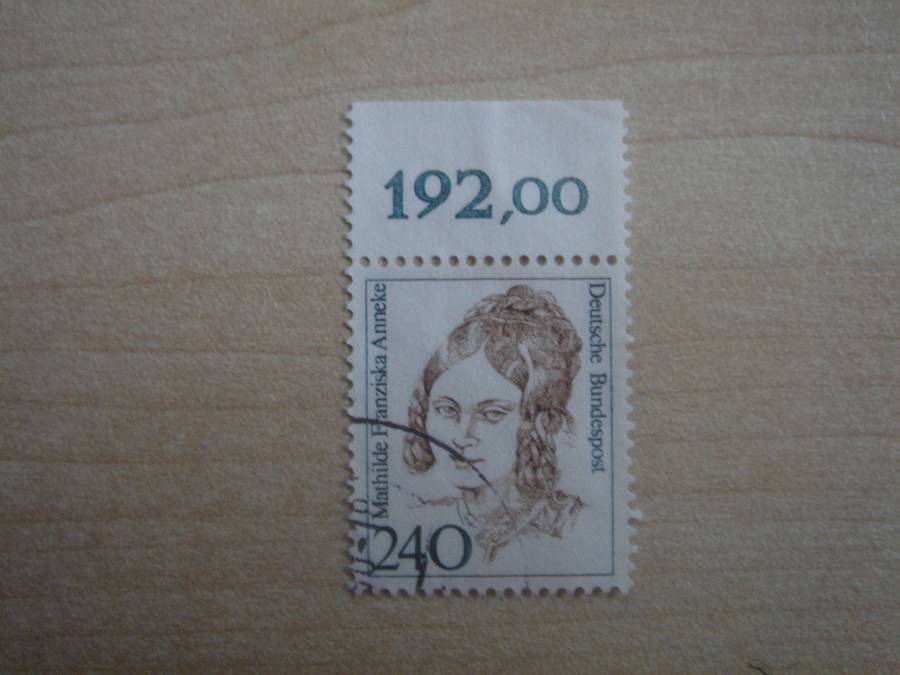 192,00
Mathilde Franziska Anneke
Deutsche Bundespost
240